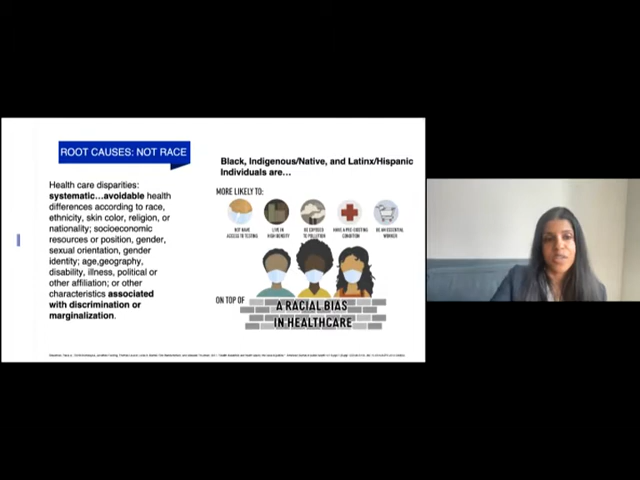 ROOT CAUSES: NOT RACE
Health care disparities:
systematic...avoidable health
differences according to race,
ethnicity, skin color, religion, or
nationality; socioeconomic
resources or position, gender,
sexual orientation, gender
identity; age,geography,
disability, illness, political or
other affiliation; or other
characteristics associated
with discrimination or
marginalization.
Black, Indigenous/Native, and Latinx/Hispanic
Individuals are...
MORE LIKELY TO:
NOT HAVE
ACCESS TO TESTING
LIVE IN
HIGH DENSITY
BE EXPOSED
TO POLLUTION
HAVE A PRE-EXISTING
CONDITION
BE AN ESSENTIAL
WORKER
ON TOP OF
A RACIAL BIAS
IN HEALTHCARE